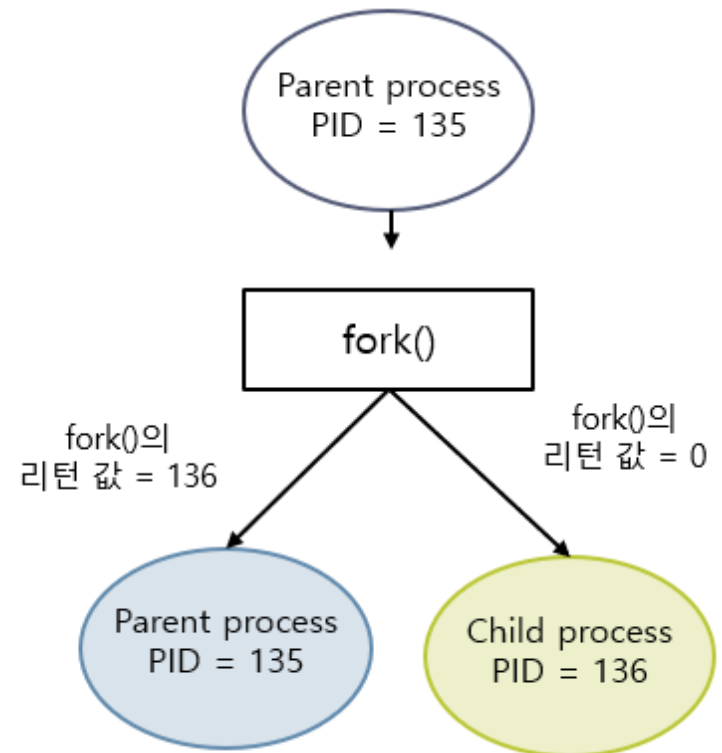 Parent process
PID = 135
fork()
fork()의
리턴 값 = 136
fork()의
리턴 값 = 0
Parent process
PID = 135
Child process
PID = 136